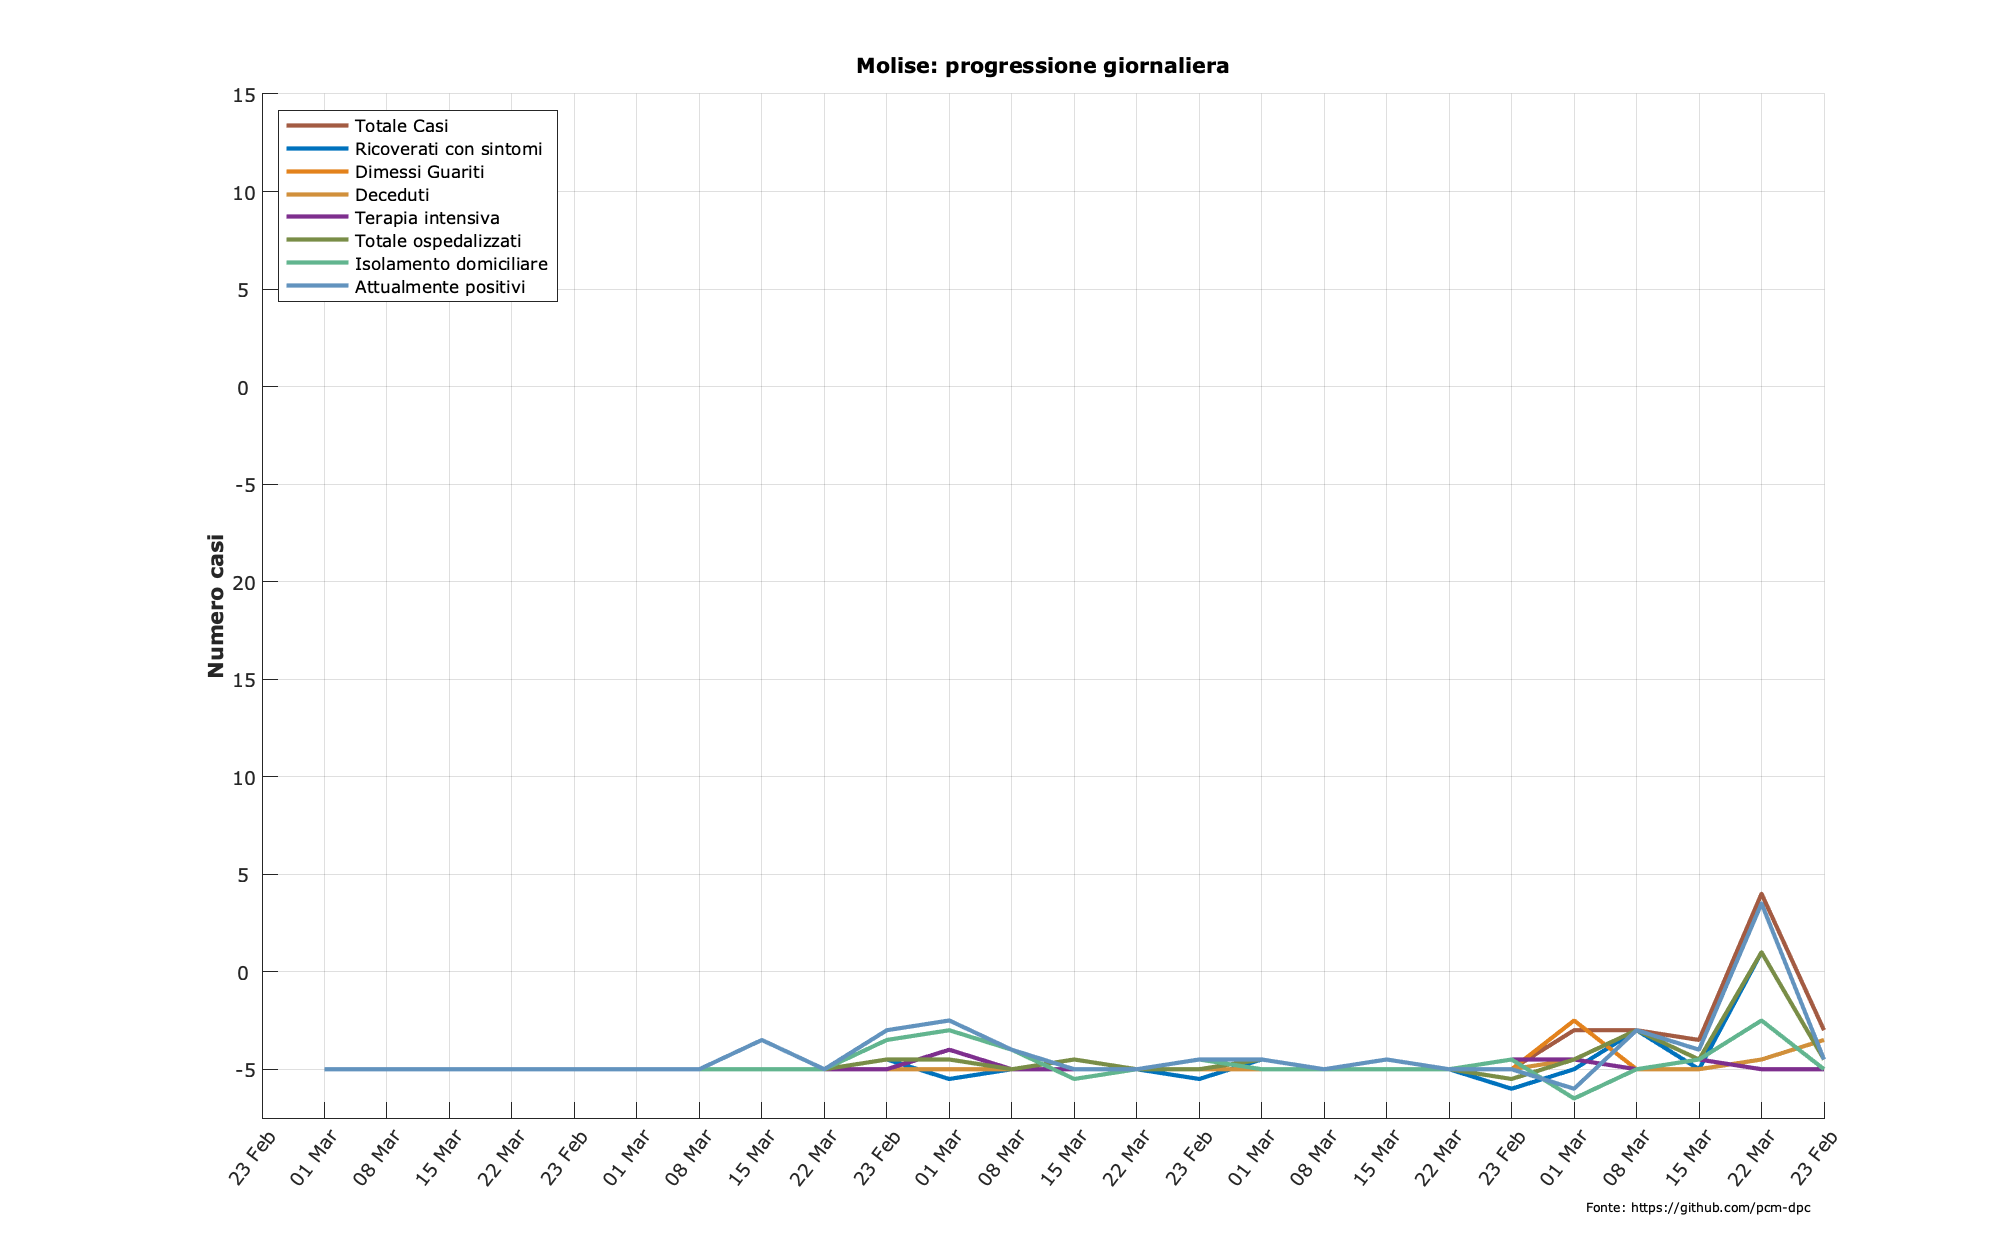 Molise: progressione giornaliera
15
10
5
0
-5
20
15
10
5
0
-5
Numero casi
Totale Casi
Ricoverati con sintomi
Dimessi Guariti
Deceduti
Terapia intensiva
Totale ospedalizzati
Isolamento domiciliare
Attualmente positivi
23 Feb
01 Mar
08 Mar
15 Mar
22 Mar
23 Feb
01 Mar
08 Mar
15 Mar
22 Mar
23 Feb
01 Mar
08 Mar
15 Mar
22 Mar
23 Feb
01 Mar
08 Mar
15 Mar
22 Mar
23 Feb
01 Mar
08 Mar
15 Mar
22 Mar
23 Feb
Fonte: https://github.com/pcm-dpc